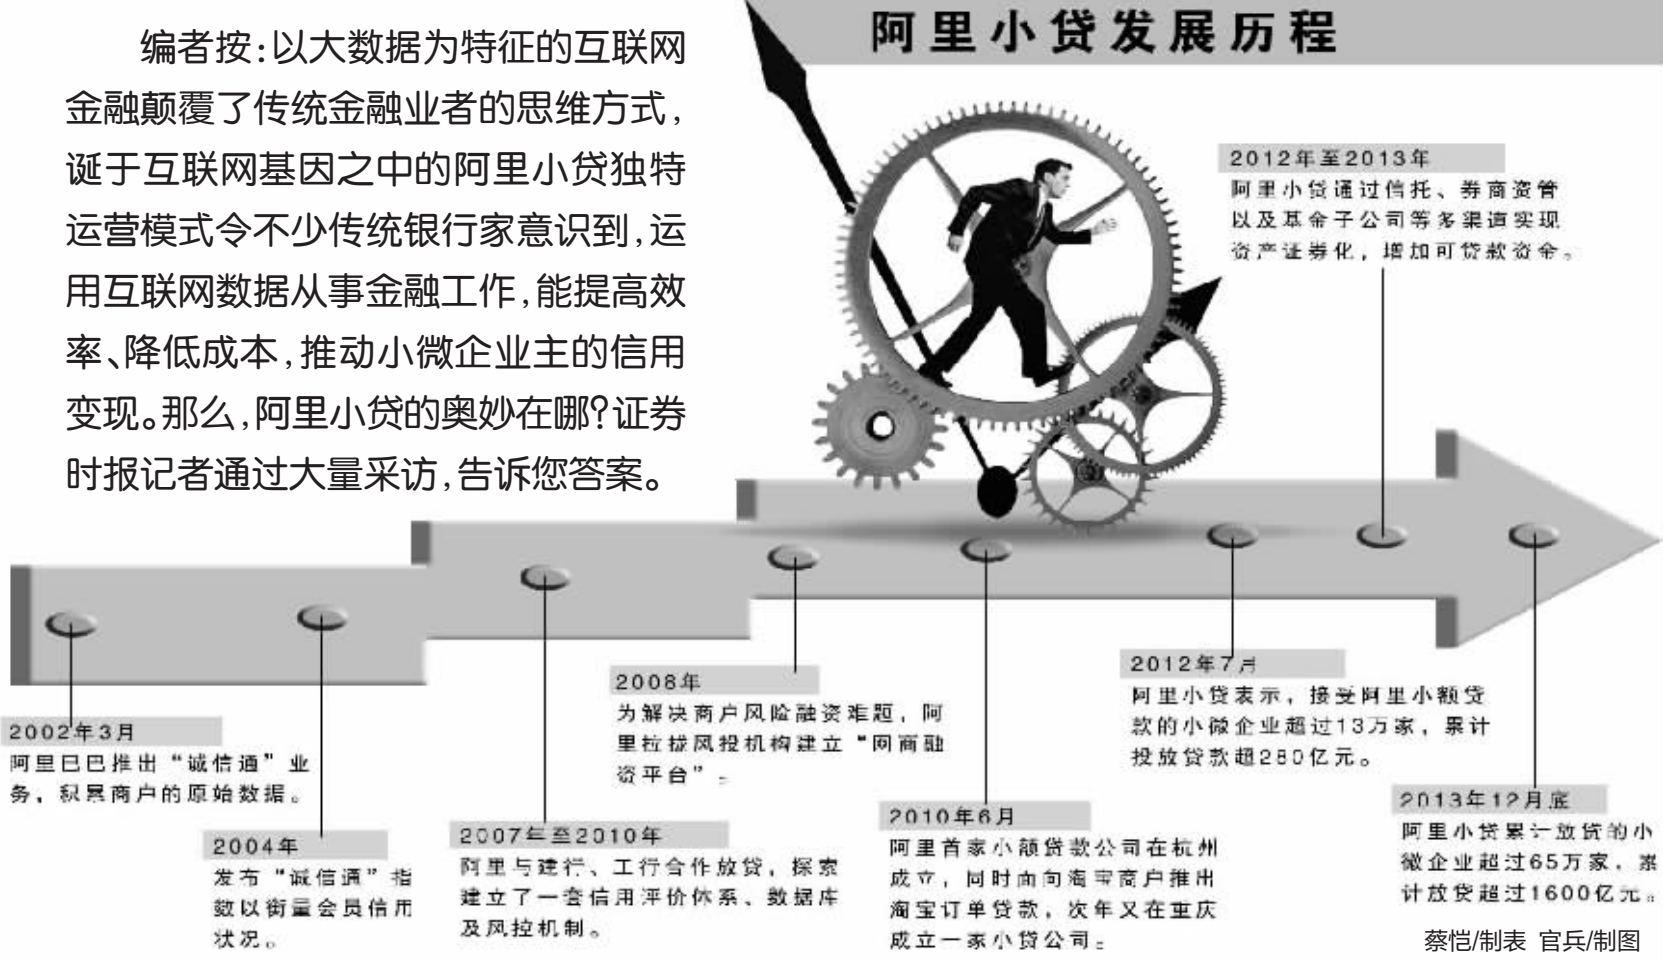 编者按:以大数据为特征的互联网
金融颠覆了传统金融业者的思维方式,
诞于互联网基因之中的阿里小贷独特
运营模式令不少传统银行家意识到,运
用互联网数据从事金融工作,能提高效
率、降低成本,推动小微企业主的信用
变现。那么,阿里小贷的奥妙在哪?证券
时报记者通过大量采访,告诉您答案。
阿里小贷发展历程
2002年3月
阿里巴巴推出“诚信通”业
务，积累商户的原始数据。
2004年
发布“诚信通”指
数以衡量会员信用
状况。
2007年至2010年
阿里与建行、工行合作放贷，探索
建立了一套信用评价体系、数据库
及风控机制。
2008年
为解决商户风险融资难题，阿
里拉拢风投机构建立“网商融
资平台”。
2010年6月
阿里首家小额贷款公司在杭州
成立，同时面向淘宝商户推出
淘宝订单贷款，次年又在重庆
成立一家小贷公司。
2012年7月
阿里小贷表示，接受阿里小额贷
款的小微企业超过13万家，累计
投放贷款超280亿元。
2012年至2013年
阿里小贷通过信托、券商资管
以及基金子公司等多渠道实现
资产证券化，增加可贷款资金。
2013年12月底
阿里小贷累计放贷的小
微企业超过65万家，累
计放贷超过1600亿元。
蔡恺/制表 官兵/制图